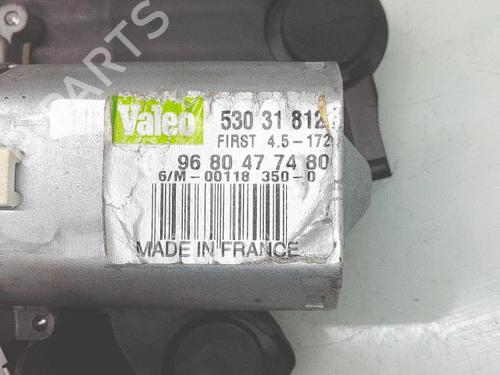 PARTS
Valeo
530 31 812
FIRST 4.5-172
96 80 47 74 80
6/M-00118 350-0
MADE IN FRANCE